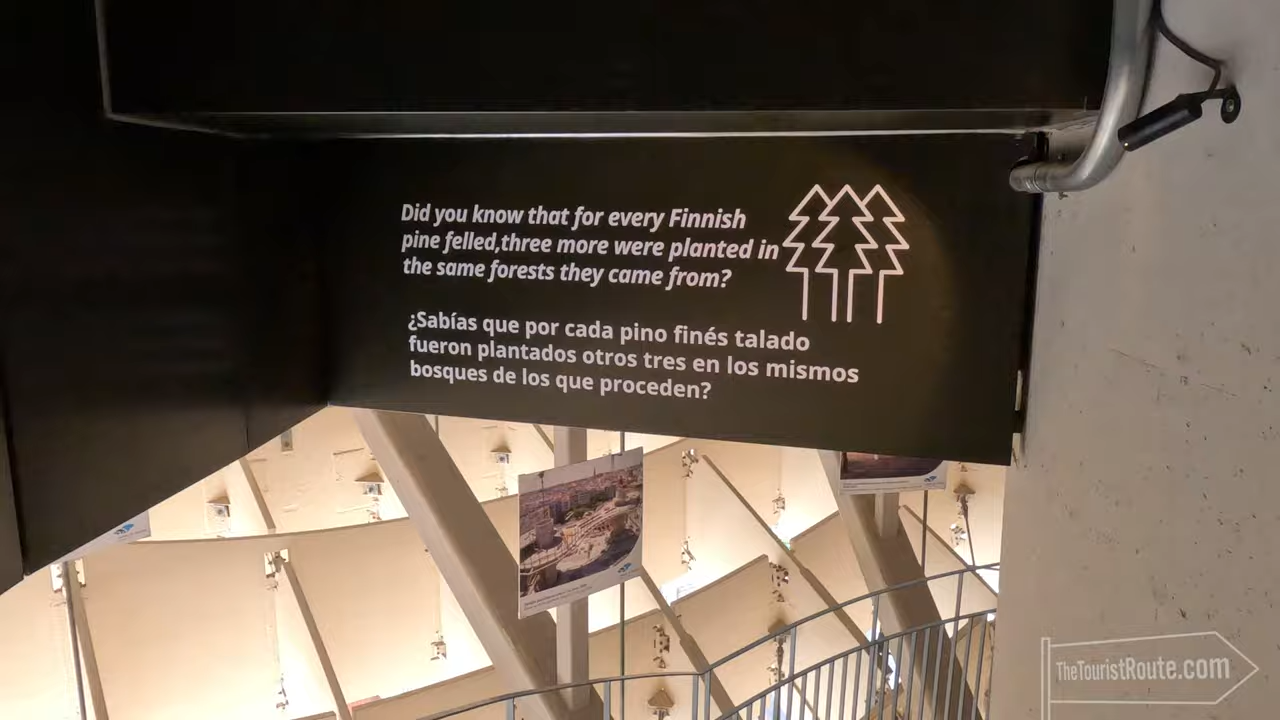 Did you know that for every Finnish
pine felled,three more were planted in
the same forests they came from?
¿Sabías que por cada pino finés talado
fueron plantados otros tres en los mismos
bosques de los que proceden?
TheTouristRoute.com